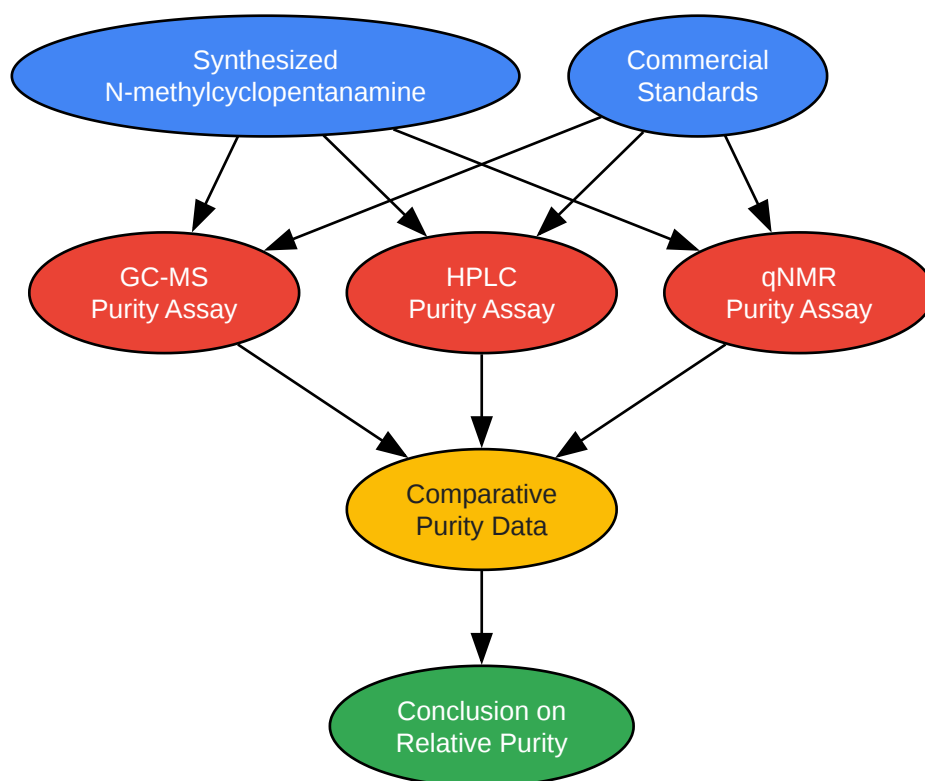 Synthesized
N-methylcyclopentanamine
Commercial
Standards
GC-MS
Purity Assay
HPLC
Purity Assay
qNMR
Purity Assay
Comparative
Purity Data
Conclusion on
Relative Purity